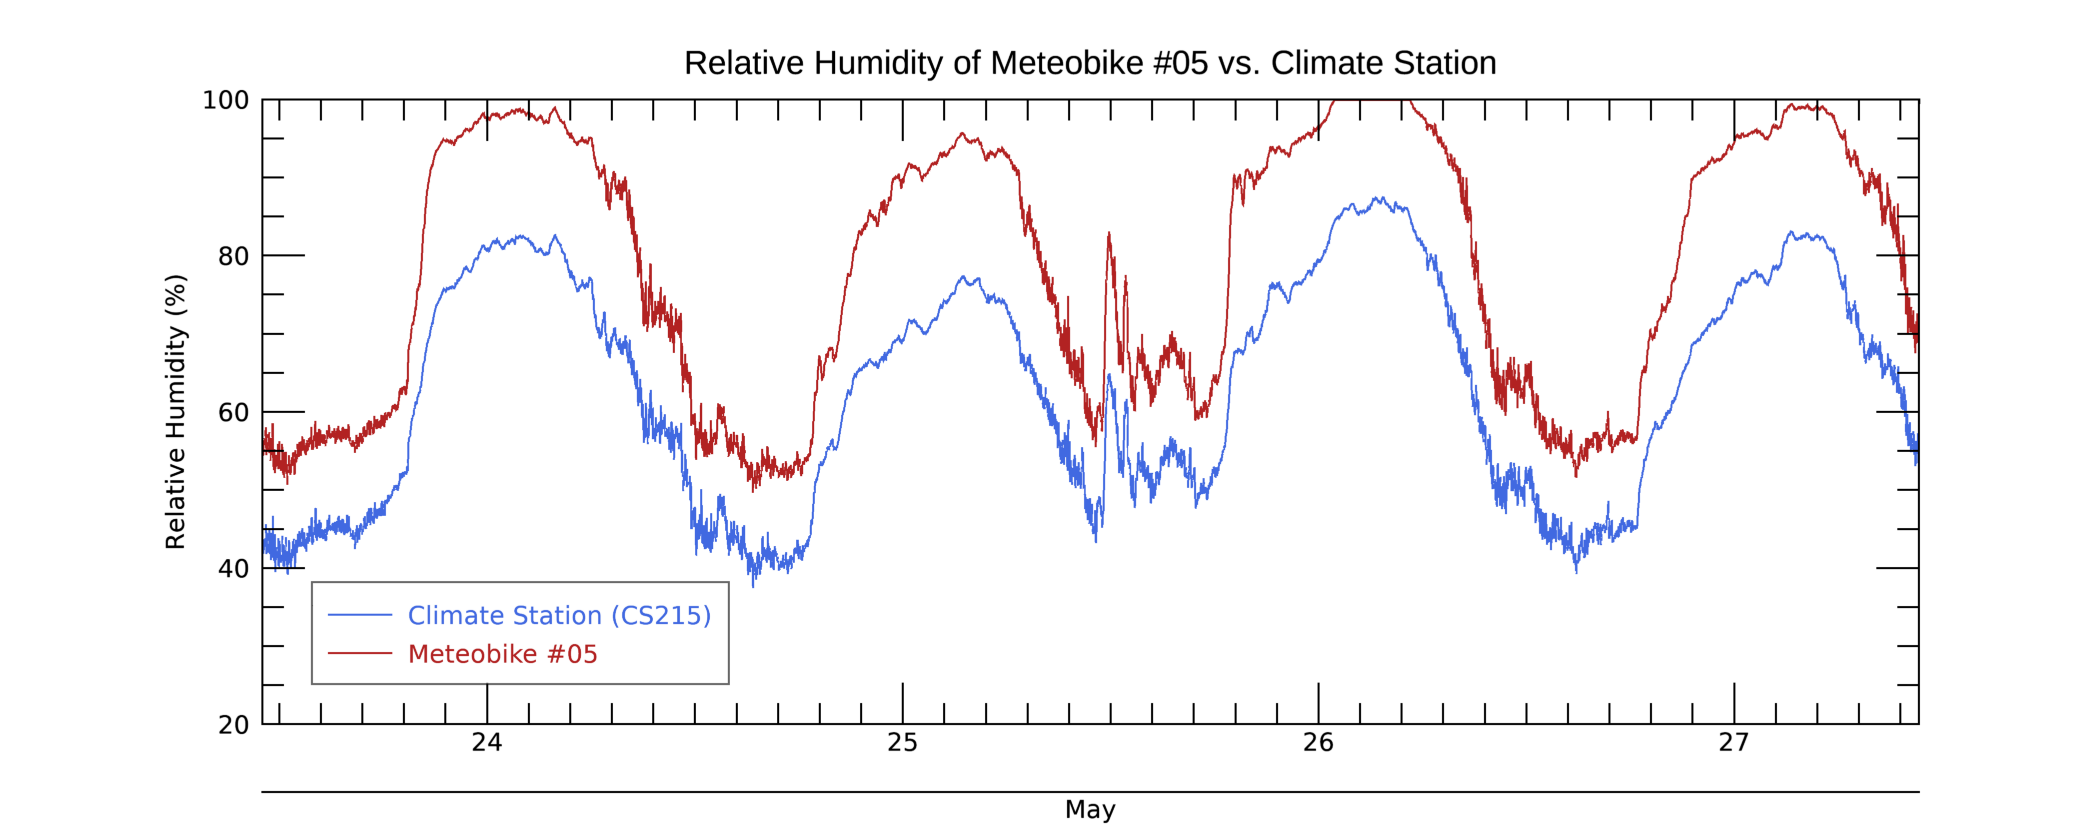 Relative Humidity of Meteobike #05 vs. Climate Station
Relative Humidity (%)
100
80
60
40
20
Climate Station (CS215)
Meteobike #05
24 25 26 27
May